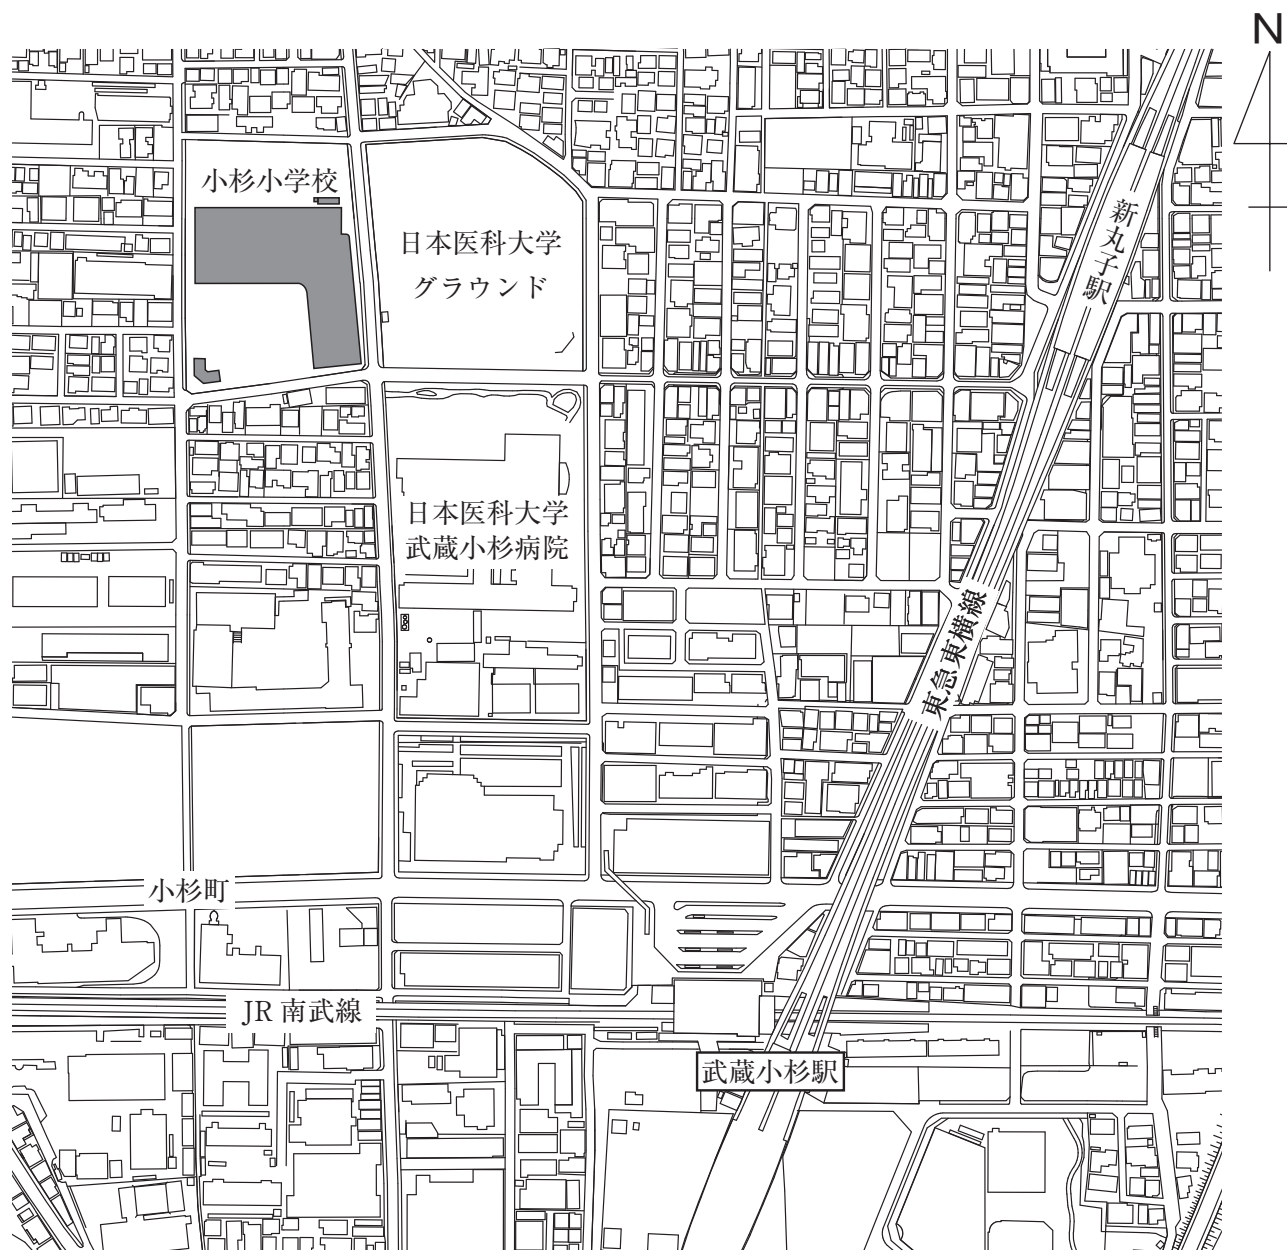 N
小杉小学校
日本医科大学
グラウンド
新丸子駅
日本医科大学
武蔵小杉病院
東急東横線
小杉町
JR 南武線
武蔵小杉駅